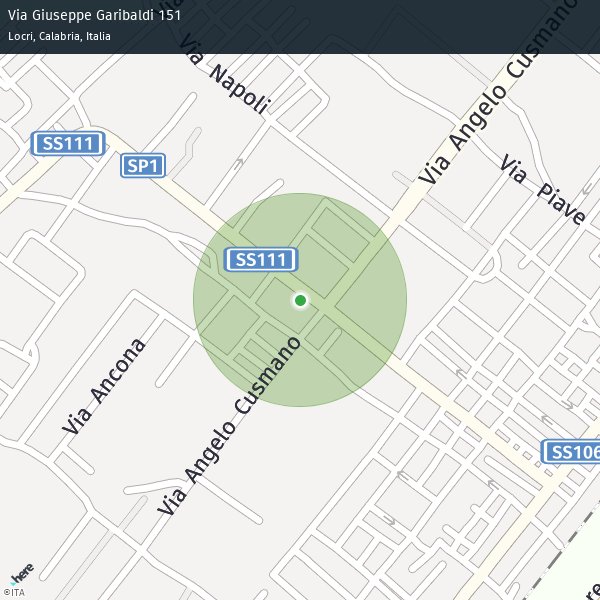 Via Giuseppe Garibaldi 151
Locri, Calabria, Italia
Via
Via Napoli
Via Angelo Cusmano
SS111
SP1
Via Piave
SS111
Via Ancona
Via Angelo Cusmano
SS106
here
©ITA